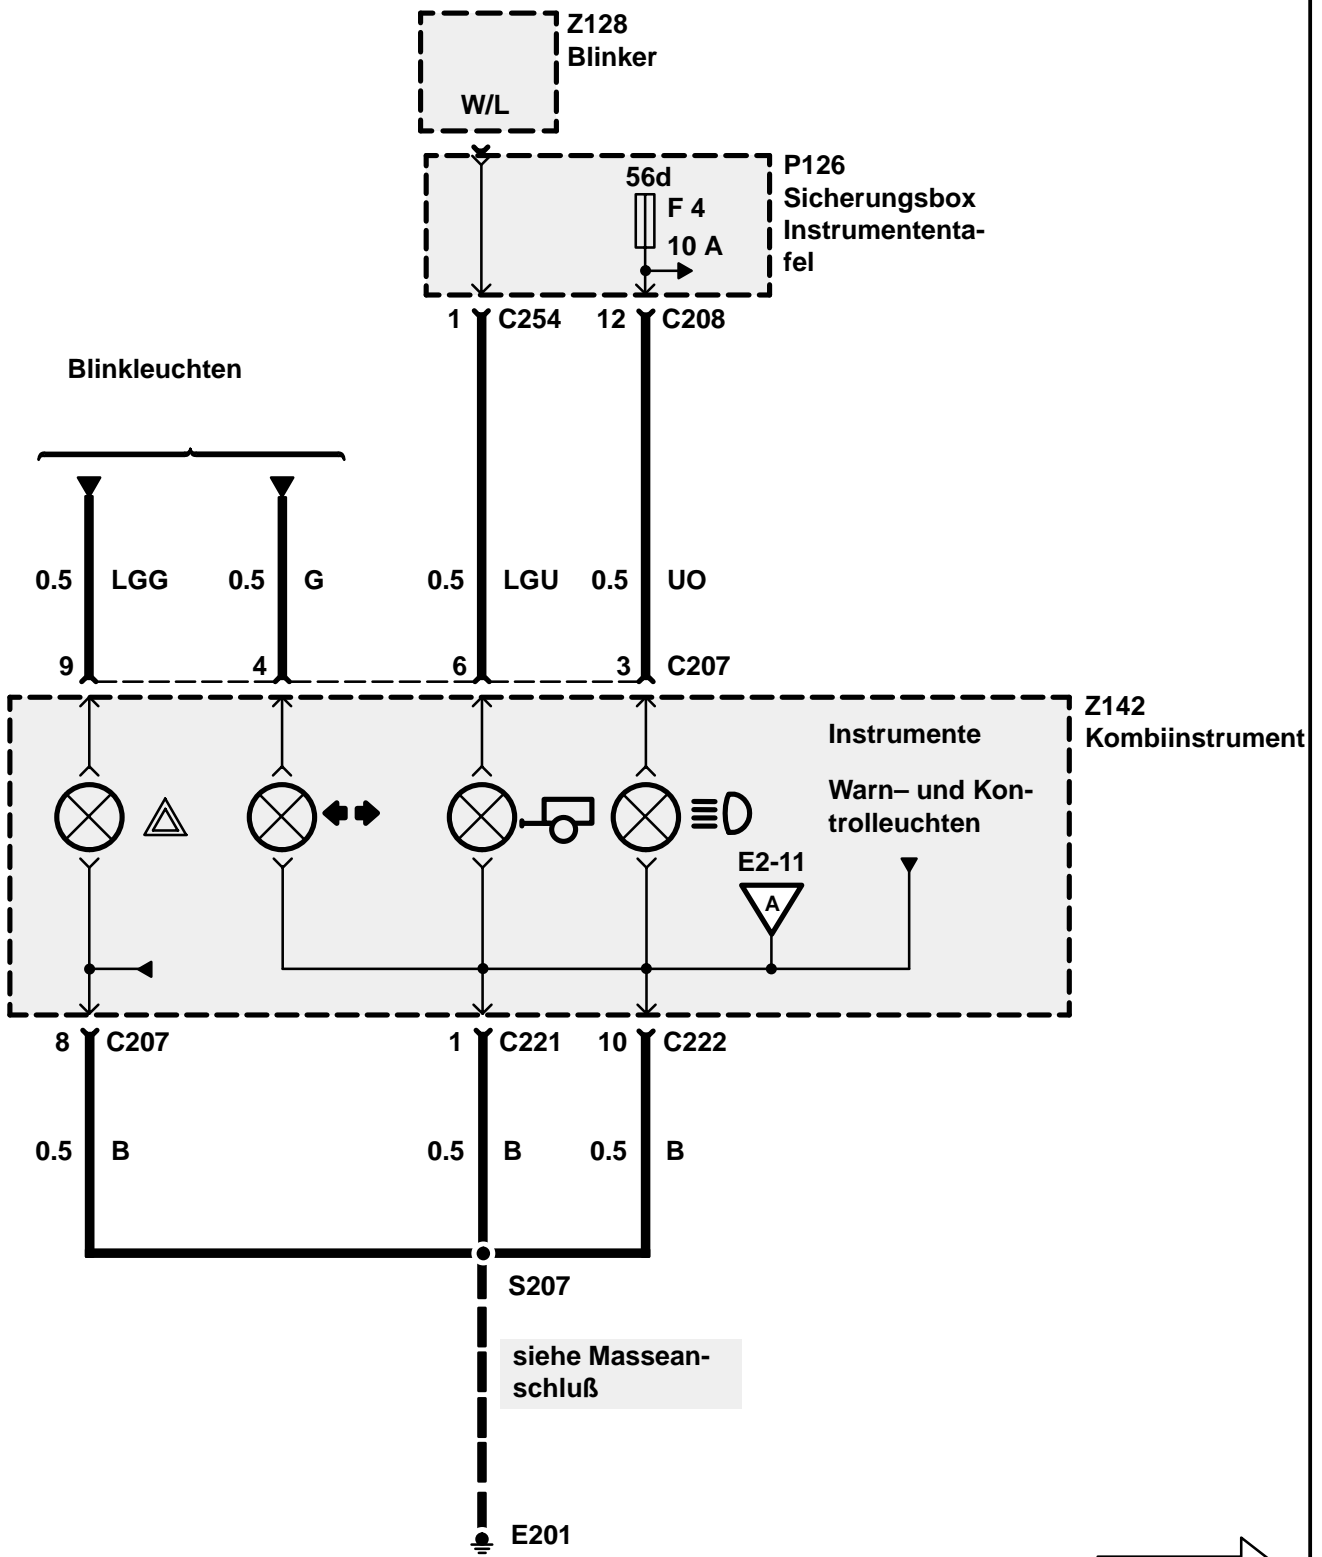 Z128
Blinker
W/L
P126
Sicherungsbox
Instrumententa-
fel
56d
F 4
10 A
1 C254 12 C208
Blinkleuchten
0.5 LGG 0.5 G 0.5 LGU 0.5 UO
9 4 6 3 C207
Z142
Kombiinstrument
Instrumente
Warn– und Kon-
trolleuchten
E2-11
A
8 C207 1 C221 10 C222
0.5 B 0.5 B 0.5 B
S207
siehe Massean-
schluß
E201